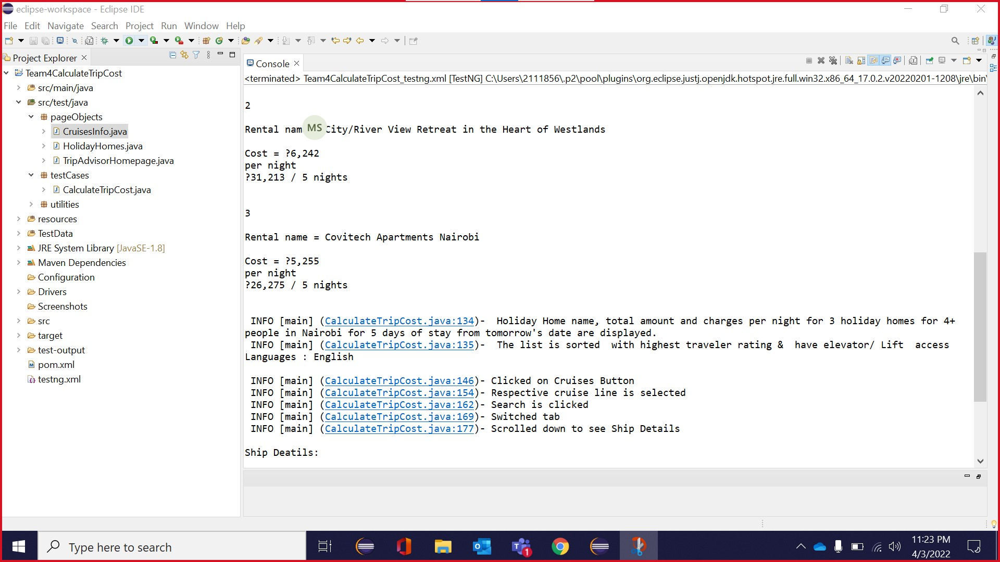 eclipse-workspace - Eclipse IDE
File Edit Navigate Search Project Run Window Help
Project Explorer
Team4CalculateTripCost
src/main/java
src/test/java
pageObjects
CruisesInfo.java
HolidayHomes.java
TripAdvisorHomepage.java
testCases
CalculateTripCost.java
utilities
resources
TestData
JRE System Library [JavaSE-1.8]
Maven Dependencies
Configuration
Drivers
Screenshots
src
target
test-output
pom.xml
testng.xml
Console
<terminated> Team4CalculateTripCost_testng.xml [TestNG] C:\Users\2111856\.p2\pool\plugins\org.eclipse.justj.openjdk.hotspot.jre.full.win32.x86_64_17.0.2.v20220201-1208\jre\bin\
2
Rental nam MS City/River View Retreat in the Heart of Westlands
Cost = ?6,242
per night
?31,213 / 5 nights
3
Rental name = Covitech Apartments Nairobi
Cost = ?5,255
per night
?26,275 / 5 nights
INFO [main] (CalculateTripCost.java:134)- Holiday Home name, total amount and charges per night for 3 holiday homes for 4+
people in Nairobi for 5 days of stay from tomorrow's date are displayed.
INFO [main] (CalculateTripCost.java:135)- The list is sorted with highest traveler rating & have elevator/ Lift access
Languages : English
INFO [main] (CalculateTripCost.java:146)- Clicked on Cruises Button
INFO [main] (CalculateTripCost.java:154)- Respective cruise line is selected
INFO [main] (CalculateTripCost.java:162)- Search is clicked
INFO [main] (CalculateTripCost.java:169)- Switched tab
INFO [main] (CalculateTripCost.java:177)- Scrolled down to see Ship Details
Ship Deatils:
Type here to search
1
11:23 PM
4/3/2022